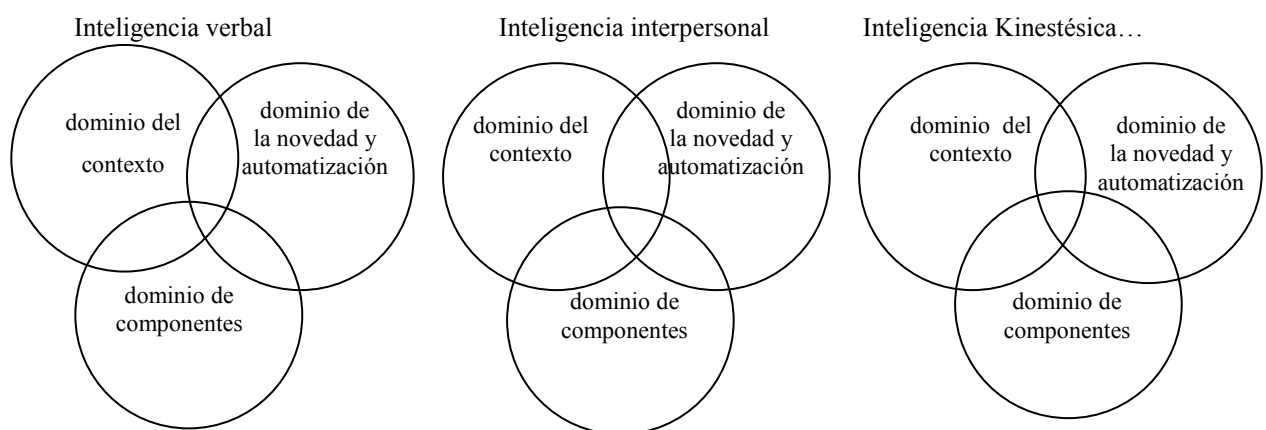 Inteligencia verbal
dominio del
contexto
dominio de
la novedad y
automatización
dominio de
componentes
Inteligencia interpersonal
dominio del
contexto
dominio de
la novedad y
automatización
dominio de
componentes
Inteligencia Kinestésica…
dominio del
contexto
dominio de
la novedad y
automatización
dominio de
componentes